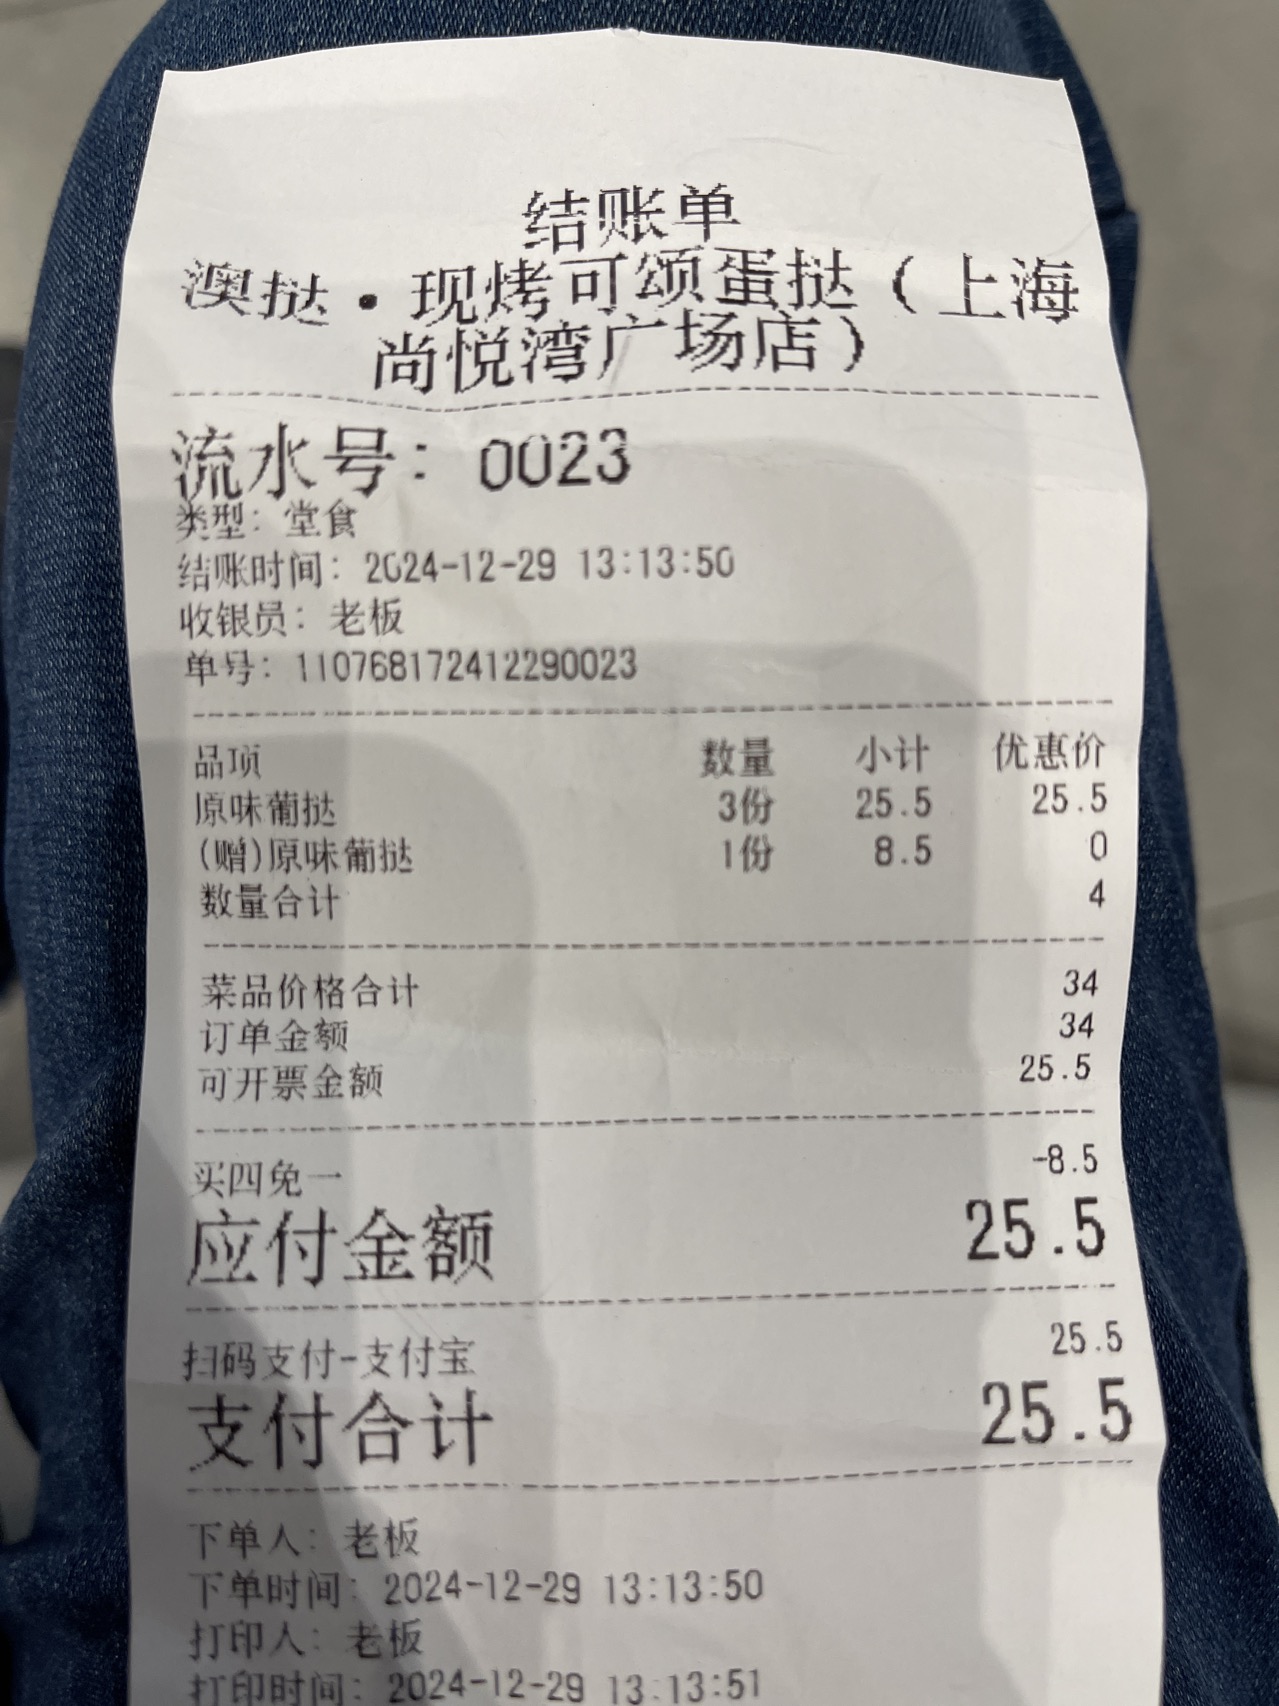 结账单
澳挞·现烤可颂蛋挞（上海
尚悦湾广场店）
流水号：0023
类型：堂食
结账时间：2024-12-29 13:13:50
收银员：老板
单号：110768172412290023
品项 数量 小计 优惠价
原味葡挞 3份 25.5 25.5
(赠)原味葡挞 1份 8.5 0
数量合计 4
菜品价格合计 34
订单金额 34
可开票金额 25.5
买四免一 -8.5
应付金额 25.5
扫码支付-支付宝 25.5
支付合计 25.5
下单人：老板
下单时间：2024-12-29 13:13:50
打印人：老板
打印时间：2024-12-29 13:13:51